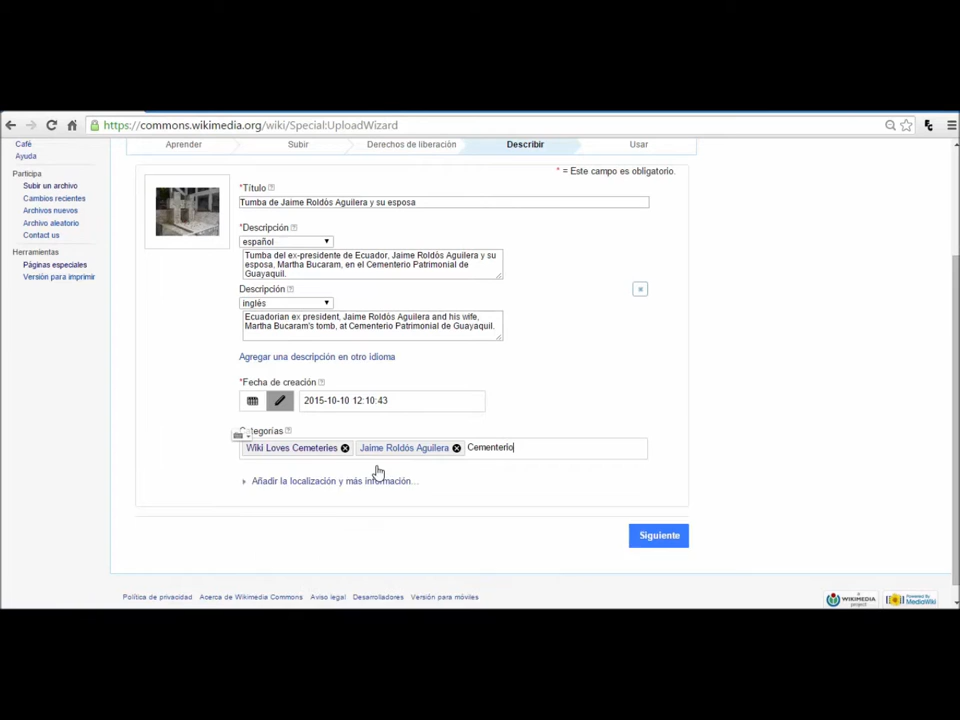 https://commons.wikimedia.org/wiki/Special:UploadWizard
Café
Ayuda
Participa
Subir un archivo
Cambios recientes
Archivos nuevos
Archivo aleatorio
Contact us
Herramientas
Páginas especiales
Versión para imprimir
Aprender
Subir
Derechos de liberación
Describir
Usar
* = Este campo es obligatorio.
*Título
Tumba de Jaime Roldós Aguilera y su esposa
*Descripción
español
Tumba del ex-presidente de Ecuador, Jaime Roldós Aguilera y su
esposa, Martha Bucaram, en el Cementerio Patrimonial de
Guayaquil.
Descripción
inglés
Ecuadorian ex president, Jaime Roldós Aguilera and his wife,
Martha Bucaram's tomb, at Cementerio Patrimonial de Guayaquil.
Agregar una descripción en otro idioma
*Fecha de creación
2015-10-10 12:10:43
Categorías
Wiki Loves Cemeteries Jaime Roldós Aguilera Cementerio
Añadir la localización y más información...
Siguiente
Política de privacidad Acerca de Wikimedia Commons Aviso legal Desarrolladores Versión para móviles
A WIKIMEDIA project
Powered By MediaWiki